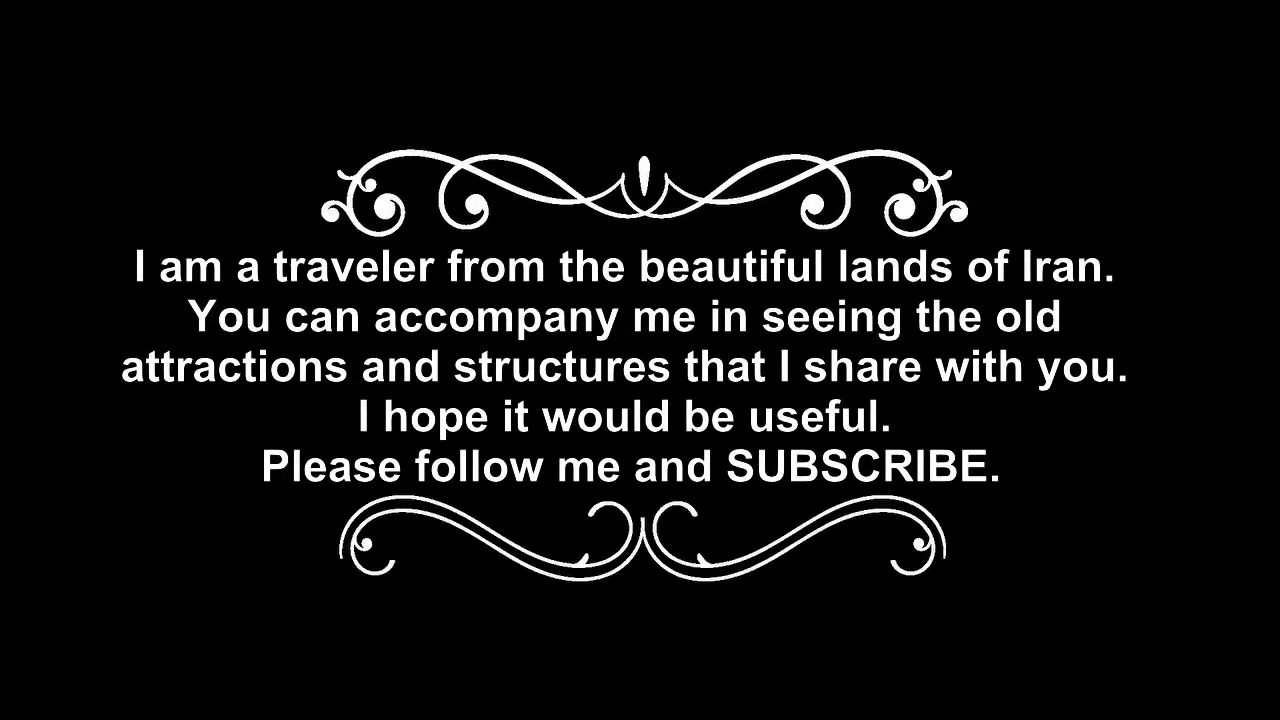 I am a traveler from the beautiful lands of Iran.
You can accompany me in seeing the old
attractions and structures that I share with you.
I hope it would be useful.
Please follow me and SUBSCRIBE.